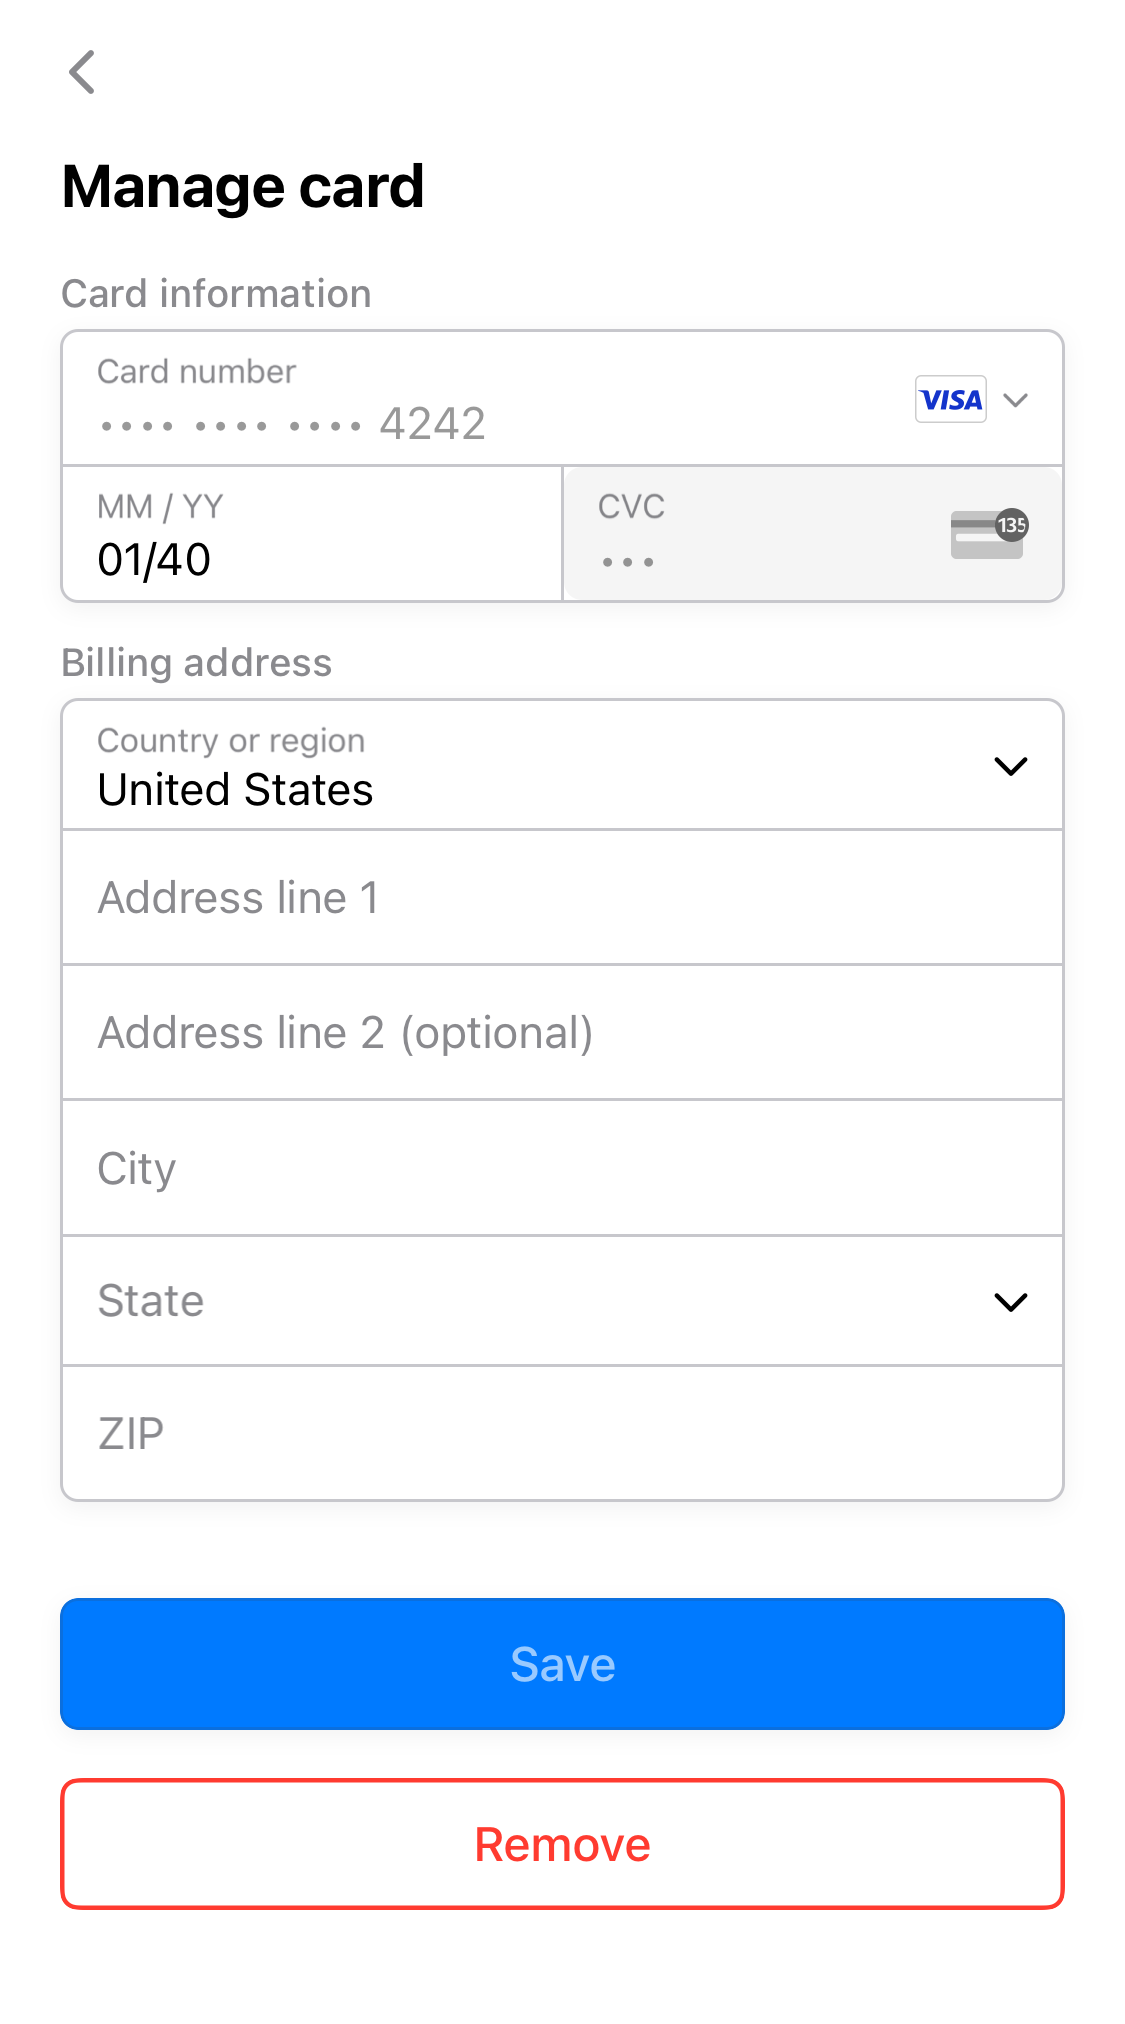 Manage card
Card information
Card number
•••• •••• •••• 4242
VISA
MM / YY
01/40
CVC
•••
135
Billing address
Country or region
United States
Address line 1
Address line 2 (optional)
City
State
ZIP
Save
Remove